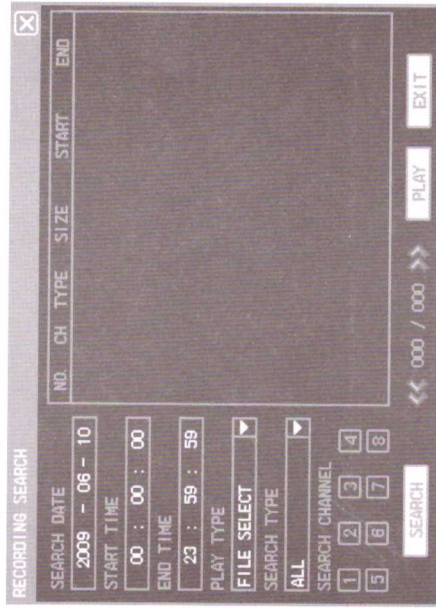 RECORDING SEARCH
SEARCH DATE
2009 - 06 - 10
START TIME
00 : 00 : 00
END TIME
23 : 59 : 59
PLAY TYPE
FILE SELECT
SEARCH TYPE
ALL
SEARCH CHANNEL
1 2 3 4
5 6 7 8
SEARCH
NO. CH TYPE SIZE START END
<< 000 / 000 >>
PLAY
EXIT